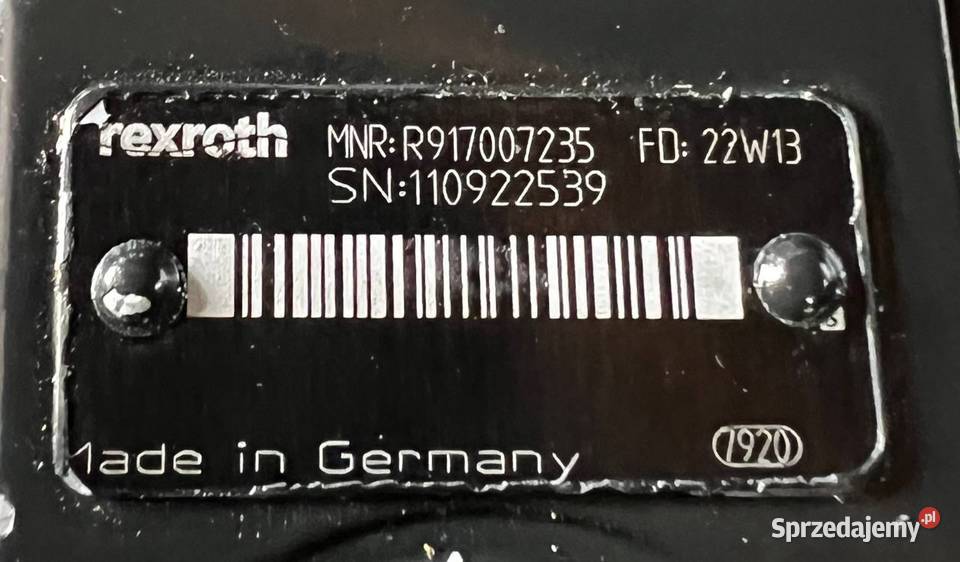 rexroth MNR: R917007235 FD: 22W13
SN: 110922539
Made in Germany 7920
Sprzedajemy.pl